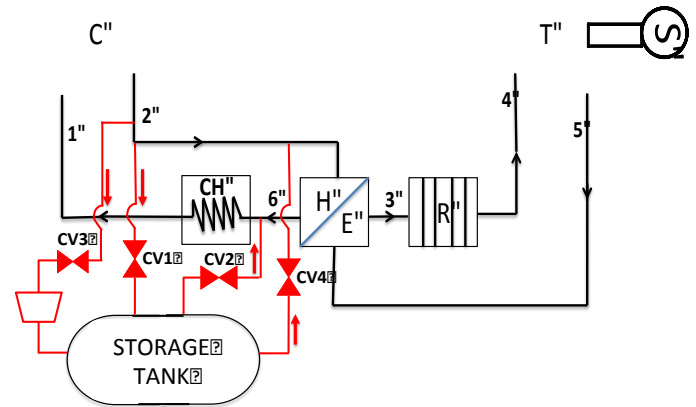 C"
T"
S"
2"
4"
1"
5"
CH"
6"
H"
E"
3"
R"
CV3⍰
CV1⍰
CV2⍰
CV4⍰
STORAGE⍰
TANK⍰